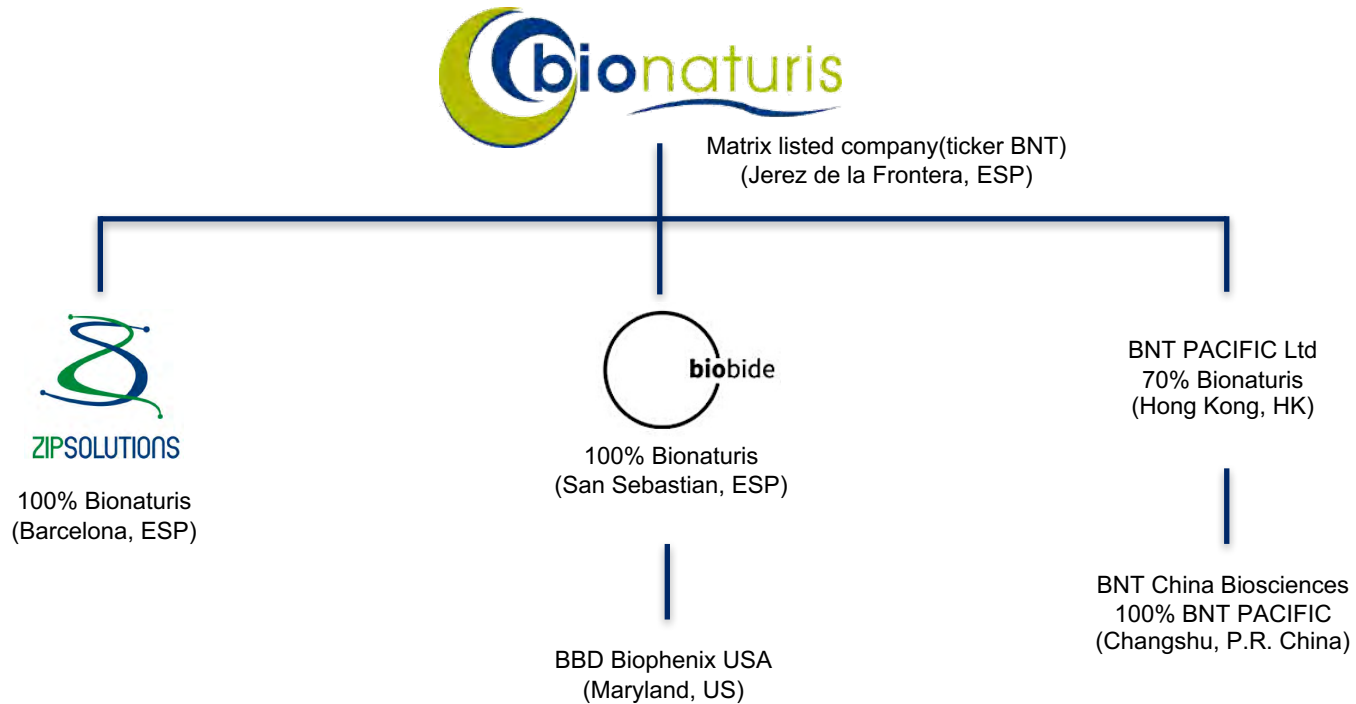 bionaturis
Matrix listed company(ticker BNT)
(Jerez de la Frontera, ESP)
ZIPSOLUTIONS
100% Bionaturis
(Barcelona, ESP)
biobide
100% Bionaturis
(San Sebastian, ESP)
BBD Biophenix USA
(Maryland, US)
BNT PACIFIC Ltd
70% Bionaturis
(Hong Kong, HK)
BNT China Biosciences
100% BNT PACIFIC
(Changshu, P.R. China)